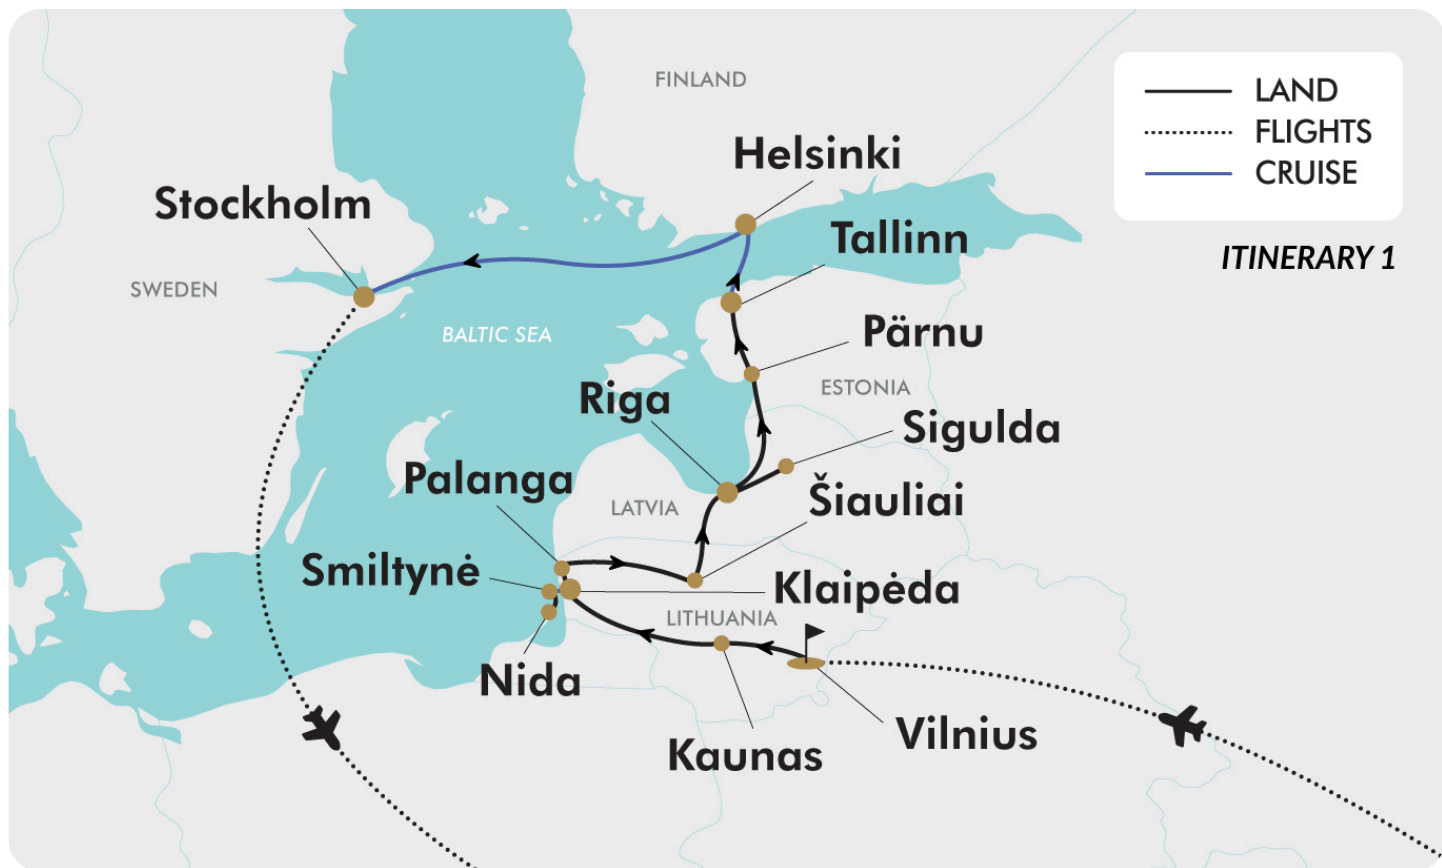 FINLAND
LAND
FLIGHTS
CRUISE
Helsinki
Stockholm
Tallinn
ITINERARY 1
SWEDEN
BALTIC SEA
Pärnu
ESTONIA
Riga
Sigulda
Palanga
LATVIA
Šiauliai
Smiltynė
Klaipėda
LITHUANIA
Nida
Vilnius
Kaunas